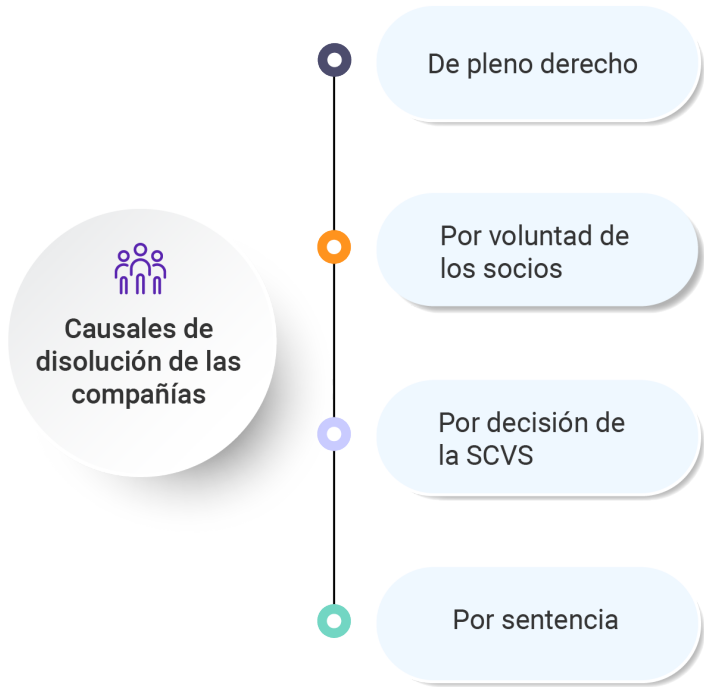 Causales de
disolución de las
compañías
De pleno derecho
Por voluntad de
los socios
Por decisión de
la SCVS
Por sentencia